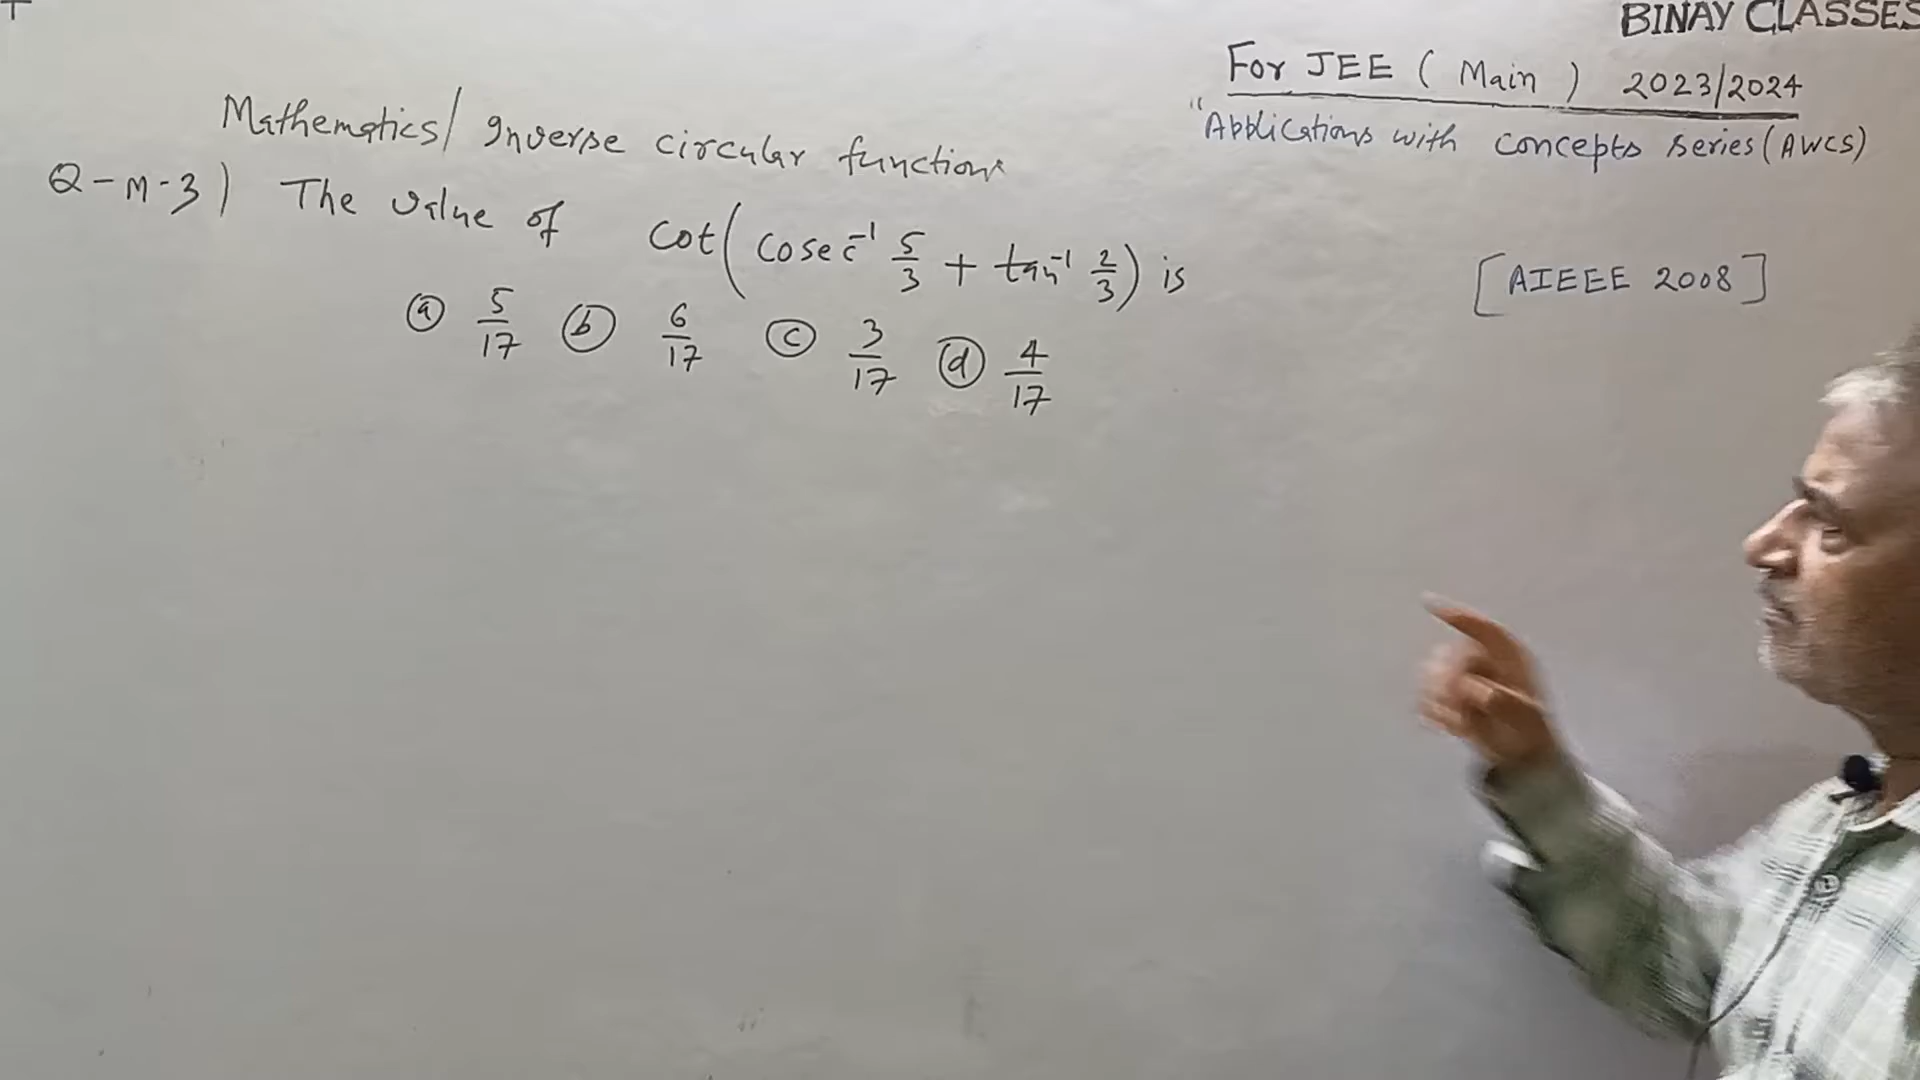 BINAY CLASSES
For JEE ( Main ) 2023/2024
"Applications with concepts series (AWCS)
Mathematics/ Inverse circular functions
Q-M-3) The value of cot(cosec⁻¹ 5/3 + tan⁻¹ 2/3) is
[AIEEE 2008]
ⓐ 5/17 ⓑ 6/17 ⓒ 3/17 ⓓ 4/17